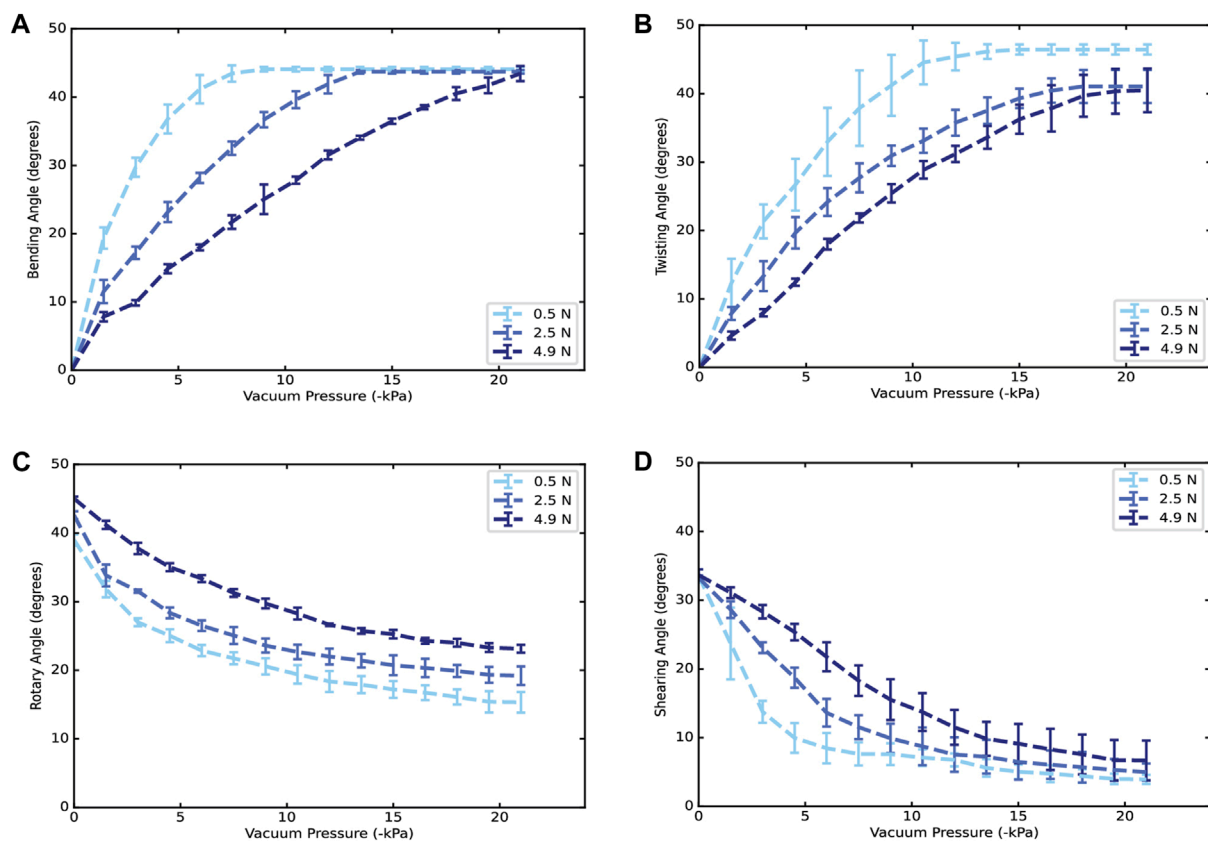 A
50
40
30
20
10
0
Bending Angle (degrees)
0.5 N
2.5 N
4.9 N
0 5 10 15 20
Vacuum Pressure (-kPa)
B
50
40
30
20
10
0
Twisting Angle (degrees)
0.5 N
2.5 N
4.9 N
0 5 10 15 20
Vacuum Pressure (-kPa)
C
50
40
30
20
10
0
Rotary Angle (degrees)
0.5 N
2.5 N
4.9 N
0 5 10 15 20
Vacuum Pressure (-kPa)
D
50
40
30
20
10
0
Shearing Angle (degrees)
0.5 N
2.5 N
4.9 N
0 5 10 15 20
Vacuum Pressure (-kPa)